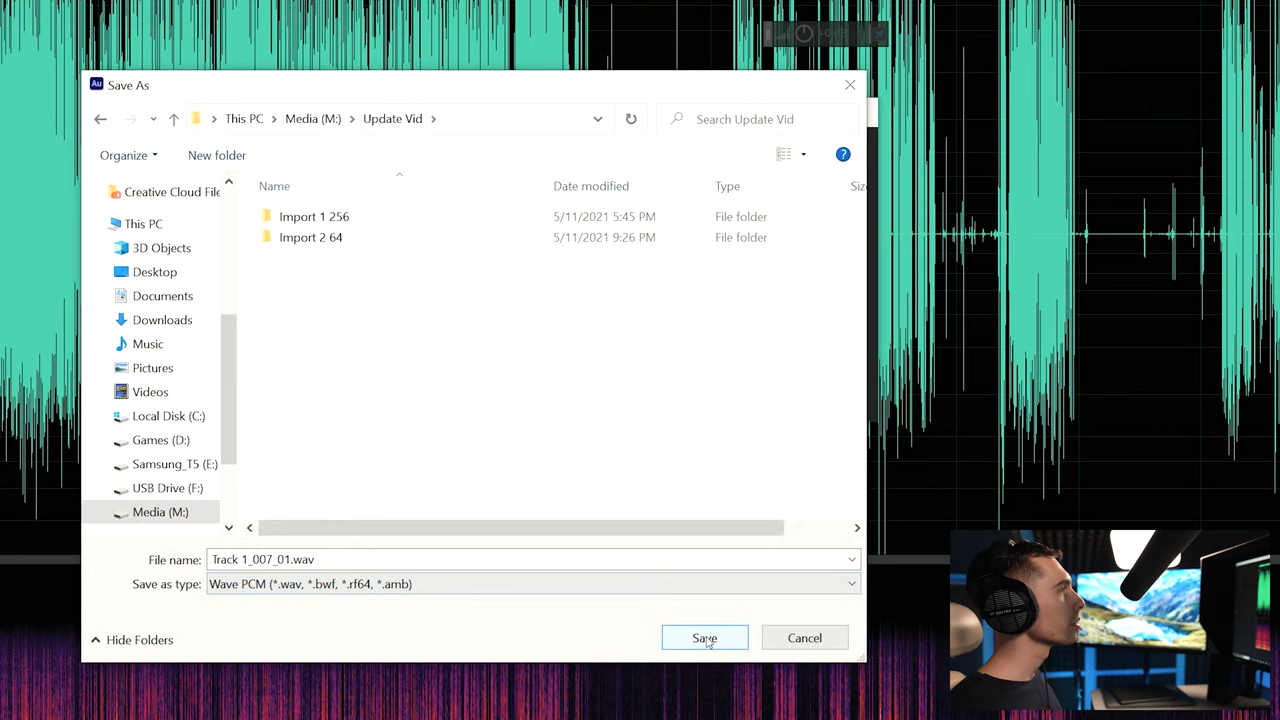 Au Save As
This PC > Media (M:) > Update Vid >
Search Update Vid
Organize
New folder
?
Name
Date modified
Type
Siz
Import 1 256
5/11/2021 5:45 PM
File folder
Import 2 64
5/11/2021 9:26 PM
File folder
Creative Cloud File
This PC
3D Objects
Desktop
Documents
Downloads
Music
Pictures
Videos
Local Disk (C:)
Games (D:)
Samsung_T5 (E:)
USB Drive (F:)
Media (M:)
File name: Track 1_007_01.wav
Save as type: Wave PCM (*.wav, *.bwf, *.rf64, *.amb)
Hide Folders
Save
Cancel